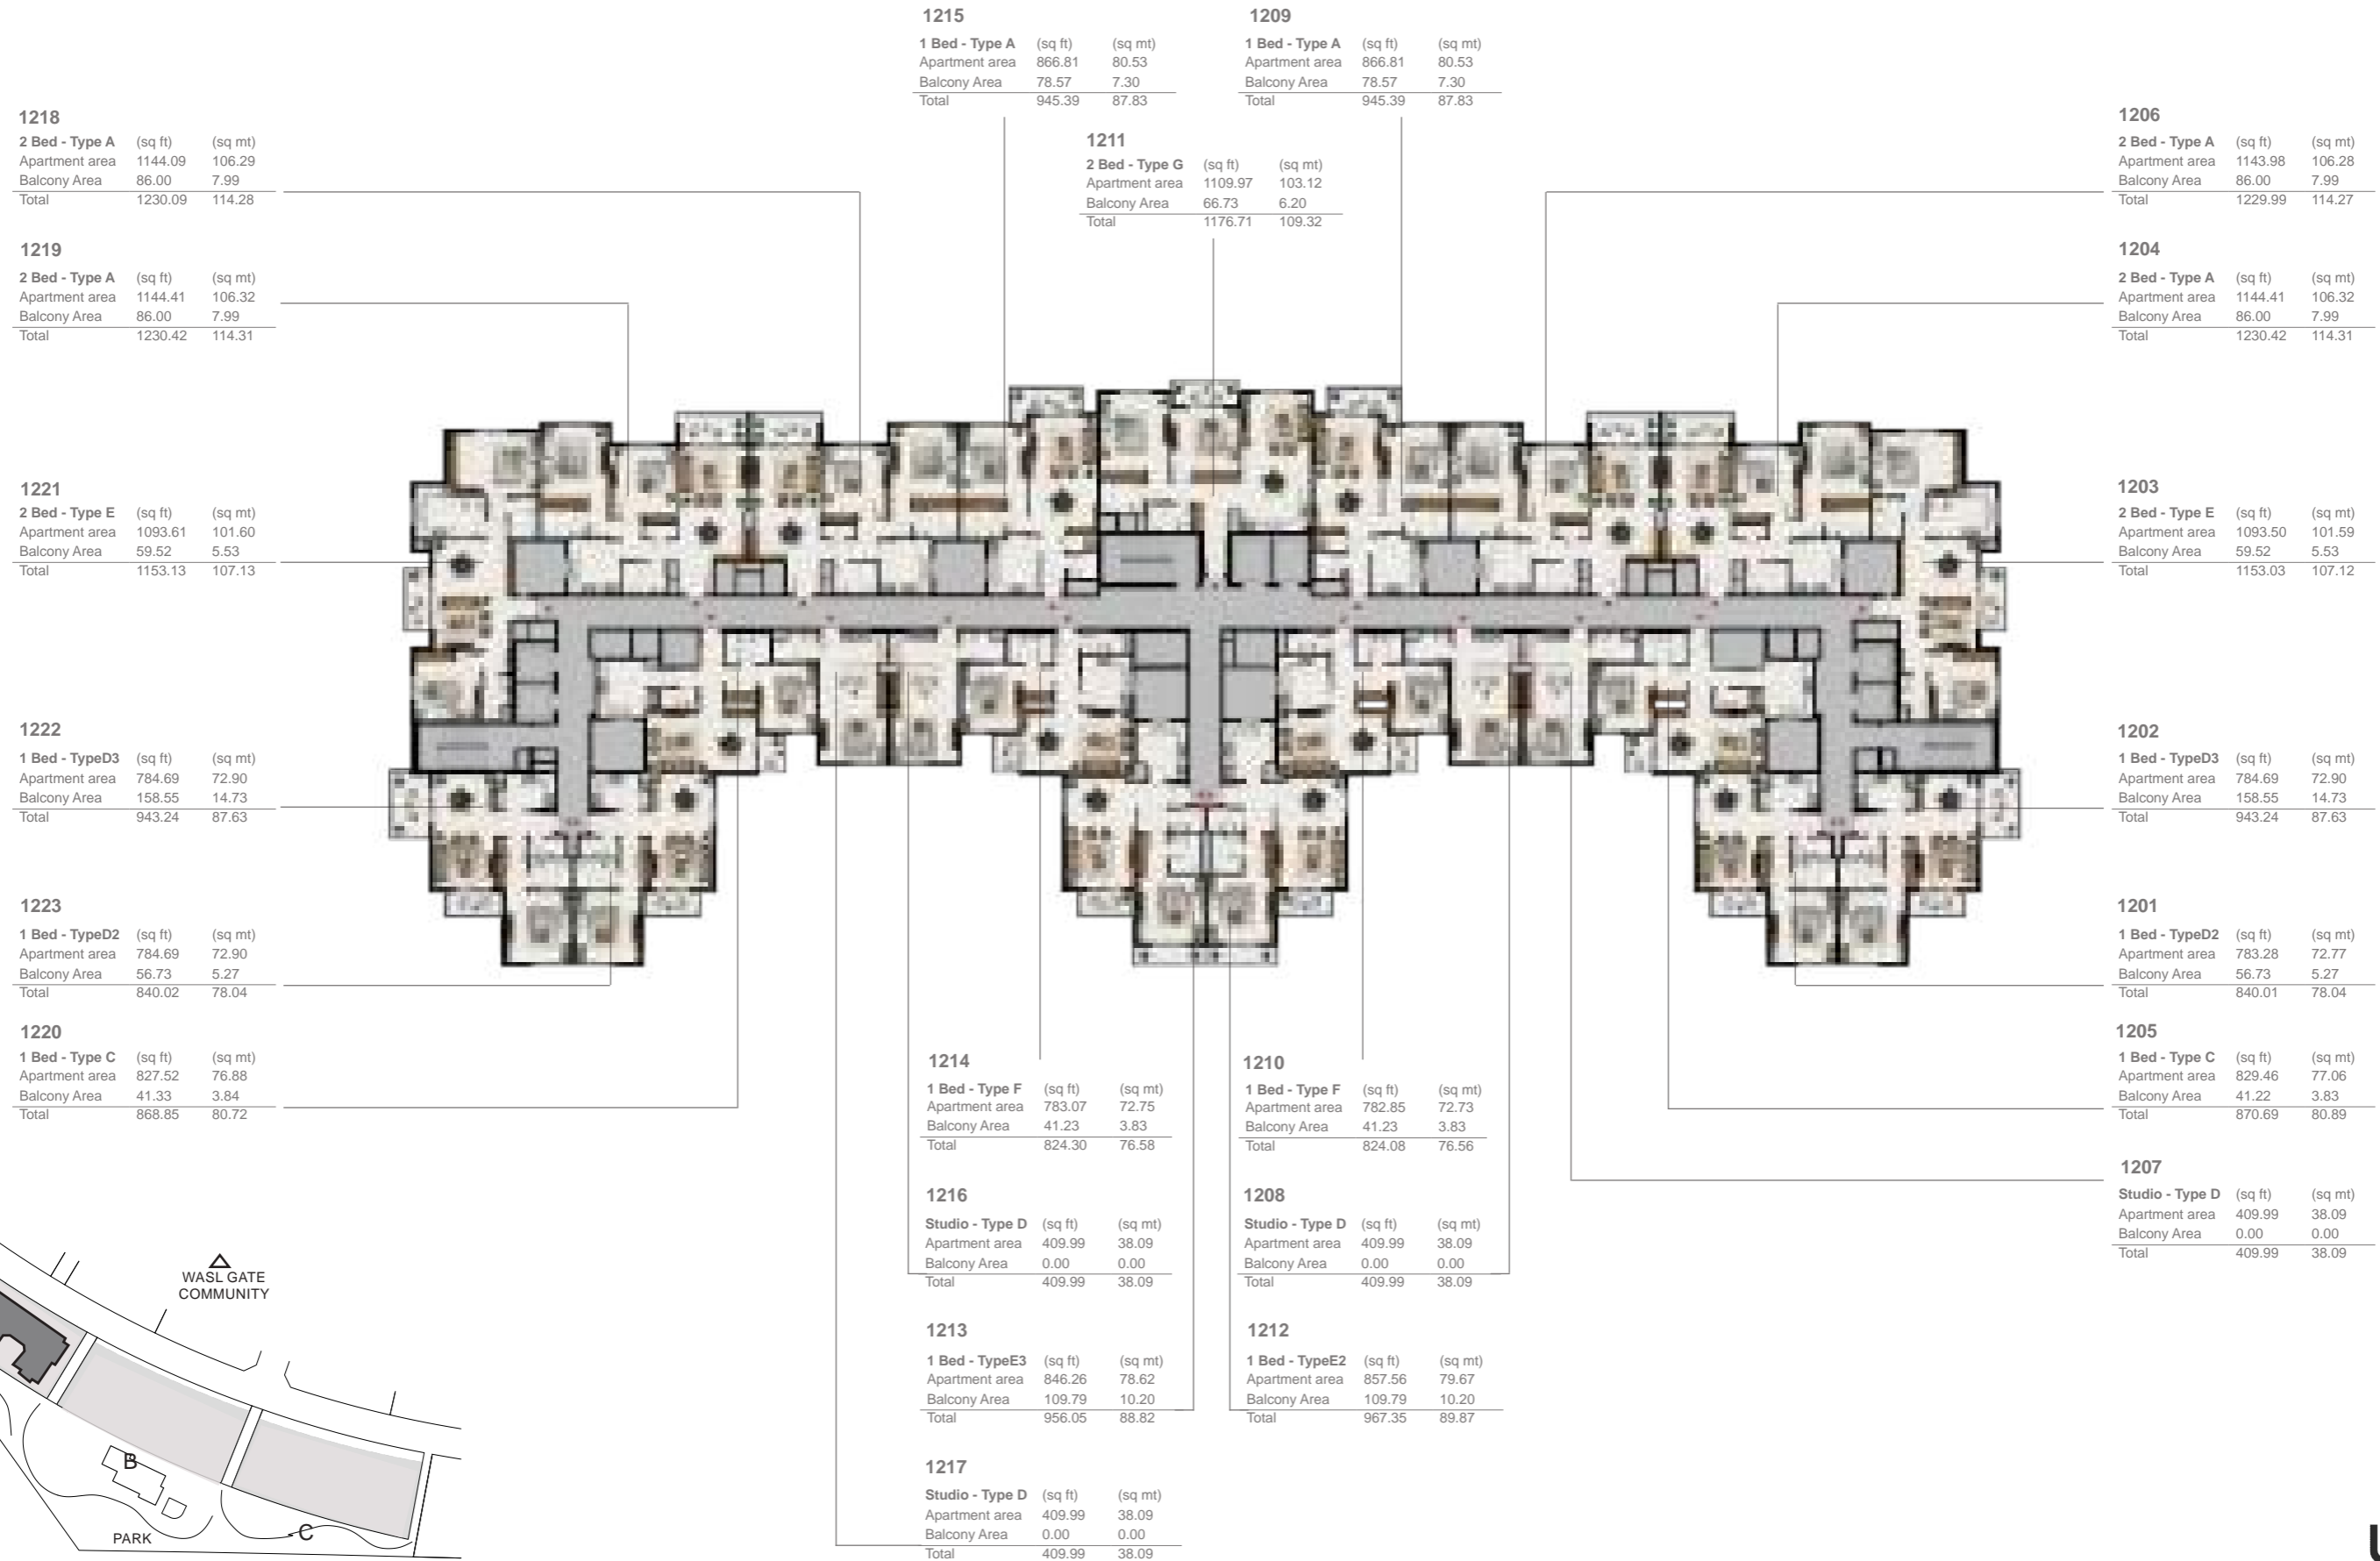 1215
1 Bed - Type A (sq ft) (sq mt)
Apartment area 866.81 80.53
Balcony Area 78.57 7.30
Total 945.39 87.83
1209
1 Bed - Type A (sq ft) (sq mt)
Apartment area 866.81 80.53
Balcony Area 78.57 7.30
Total 945.39 87.83
1211
2 Bed - Type G (sq ft) (sq mt)
Apartment area 1109.97 103.12
Balcony Area 66.73 6.20
Total 1176.71 109.32
1218
2 Bed - Type A (sq ft) (sq mt)
Apartment area 1144.09 106.29
Balcony Area 86.00 7.99
Total 1230.09 114.28
1219
2 Bed - Type A (sq ft) (sq mt)
Apartment area 1144.41 106.32
Balcony Area 86.00 7.99
Total 1230.42 114.31
1221
2 Bed - Type E (sq ft) (sq mt)
Apartment area 1093.61 101.60
Balcony Area 59.52 5.53
Total 1153.13 107.13
1222
1 Bed - TypeD3 (sq ft) (sq mt)
Apartment area 784.69 72.90
Balcony Area 158.55 14.73
Total 943.24 87.63
1223
1 Bed - TypeD2 (sq ft) (sq mt)
Apartment area 784.69 72.90
Balcony Area 56.73 5.27
Total 840.02 78.04
1220
1 Bed - Type C (sq ft) (sq mt)
Apartment area 827.52 76.88
Balcony Area 41.33 3.84
Total 868.85 80.72
1206
2 Bed - Type A (sq ft) (sq mt)
Apartment area 1143.98 106.28
Balcony Area 86.00 7.99
Total 1229.99 114.27
1204
2 Bed - Type A (sq ft) (sq mt)
Apartment area 1144.41 106.32
Balcony Area 86.00 7.99
Total 1230.42 114.31
1203
2 Bed - Type E (sq ft) (sq mt)
Apartment area 1093.50 101.59
Balcony Area 59.52 5.53
Total 1153.03 107.12
1202
1 Bed - TypeD3 (sq ft) (sq mt)
Apartment area 784.69 72.90
Balcony Area 158.55 14.73
Total 943.24 87.63
1201
1 Bed - TypeD2 (sq ft) (sq mt)
Apartment area 783.28 72.77
Balcony Area 56.73 5.27
Total 840.01 78.04
1205
1 Bed - Type C (sq ft) (sq mt)
Apartment area 829.46 77.06
Balcony Area 41.22 3.83
Total 870.69 80.89
1207
Studio - Type D (sq ft) (sq mt)
Apartment area 409.99 38.09
Balcony Area 0.00 0.00
Total 409.99 38.09
1214
1 Bed - Type F (sq ft) (sq mt)
Apartment area 783.07 72.75
Balcony Area 41.23 3.83
Total 824.30 76.58
1210
1 Bed - Type F (sq ft) (sq mt)
Apartment area 782.85 72.73
Balcony Area 41.23 3.83
Total 824.08 76.56
1216
Studio - Type D (sq ft) (sq mt)
Apartment area 409.99 38.09
Balcony Area 0.00 0.00
Total 409.99 38.09
1208
Studio - Type D (sq ft) (sq mt)
Apartment area 409.99 38.09
Balcony Area 0.00 0.00
Total 409.99 38.09
1213
1 Bed - TypeE3 (sq ft) (sq mt)
Apartment area 846.26 78.62
Balcony Area 109.79 10.20
Total 956.05 88.82
1212
1 Bed - TypeE2 (sq ft) (sq mt)
Apartment area 857.56 79.67
Balcony Area 109.79 10.20
Total 967.35 89.87
1217
Studio - Type D (sq ft) (sq mt)
Apartment area 409.99 38.09
Balcony Area 0.00 0.00
Total 409.99 38.09
WASL GATE
COMMUNITY
B
C
PARK